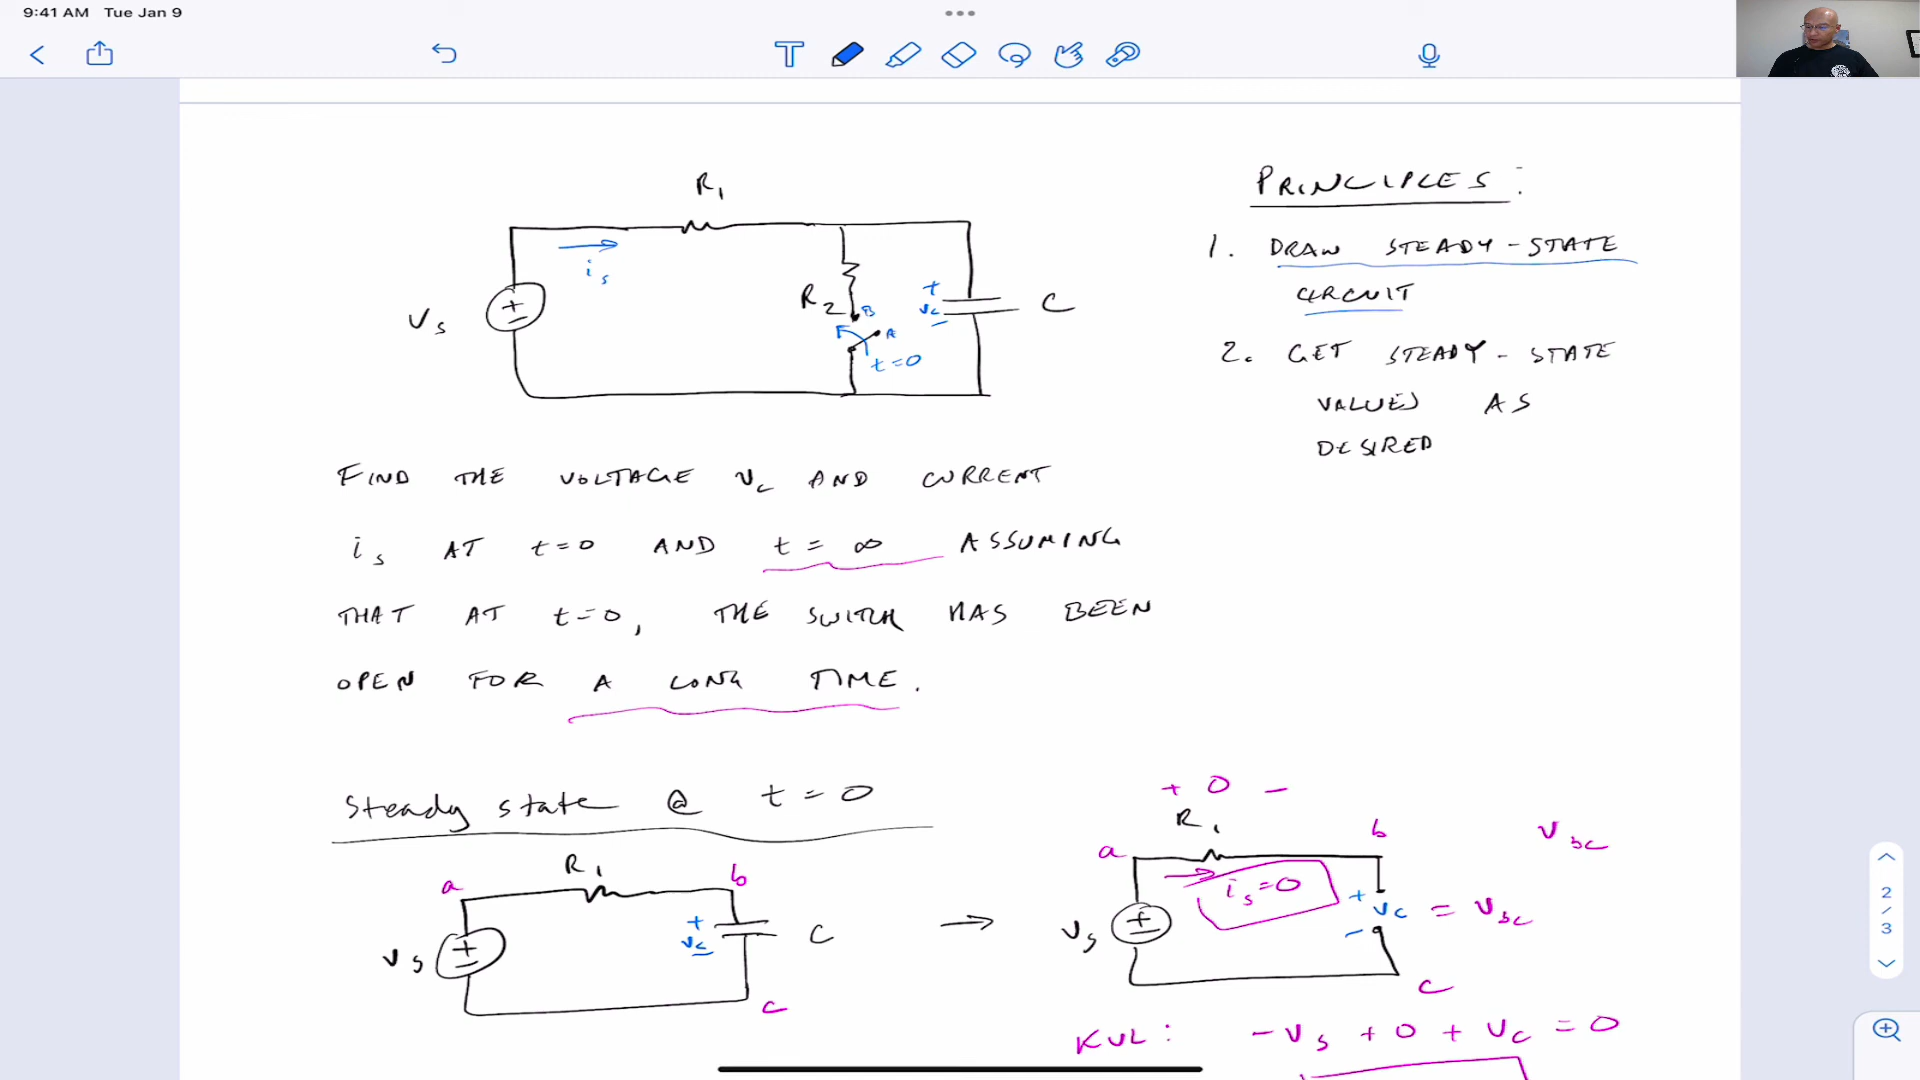 9:41 AM Tue Jan 9
R1
is
Vs
R2
B
A
t=0
+
vc
−
C
PRINCIPLES:
1. DRAW STEADY-STATE
CIRCUIT
2. GET STEADY-STATE
VALUES AS
DESIRED
FIND THE VOLTAGE vc AND CURRENT
is AT t=0 AND t=∞ ASSUMING
THAT AT t=0, THE SWITCH HAS BEEN
OPEN FOR A LONG TIME.
Steady state @ t=0
a
R1
b
Vs
+
vc
−
C
c
→
+ 0 −
R1
a
b
vbc
is=0
Vs
+
vc = vbc
−
c
KVL: −vs + 0 + vc = 0
2
/
3